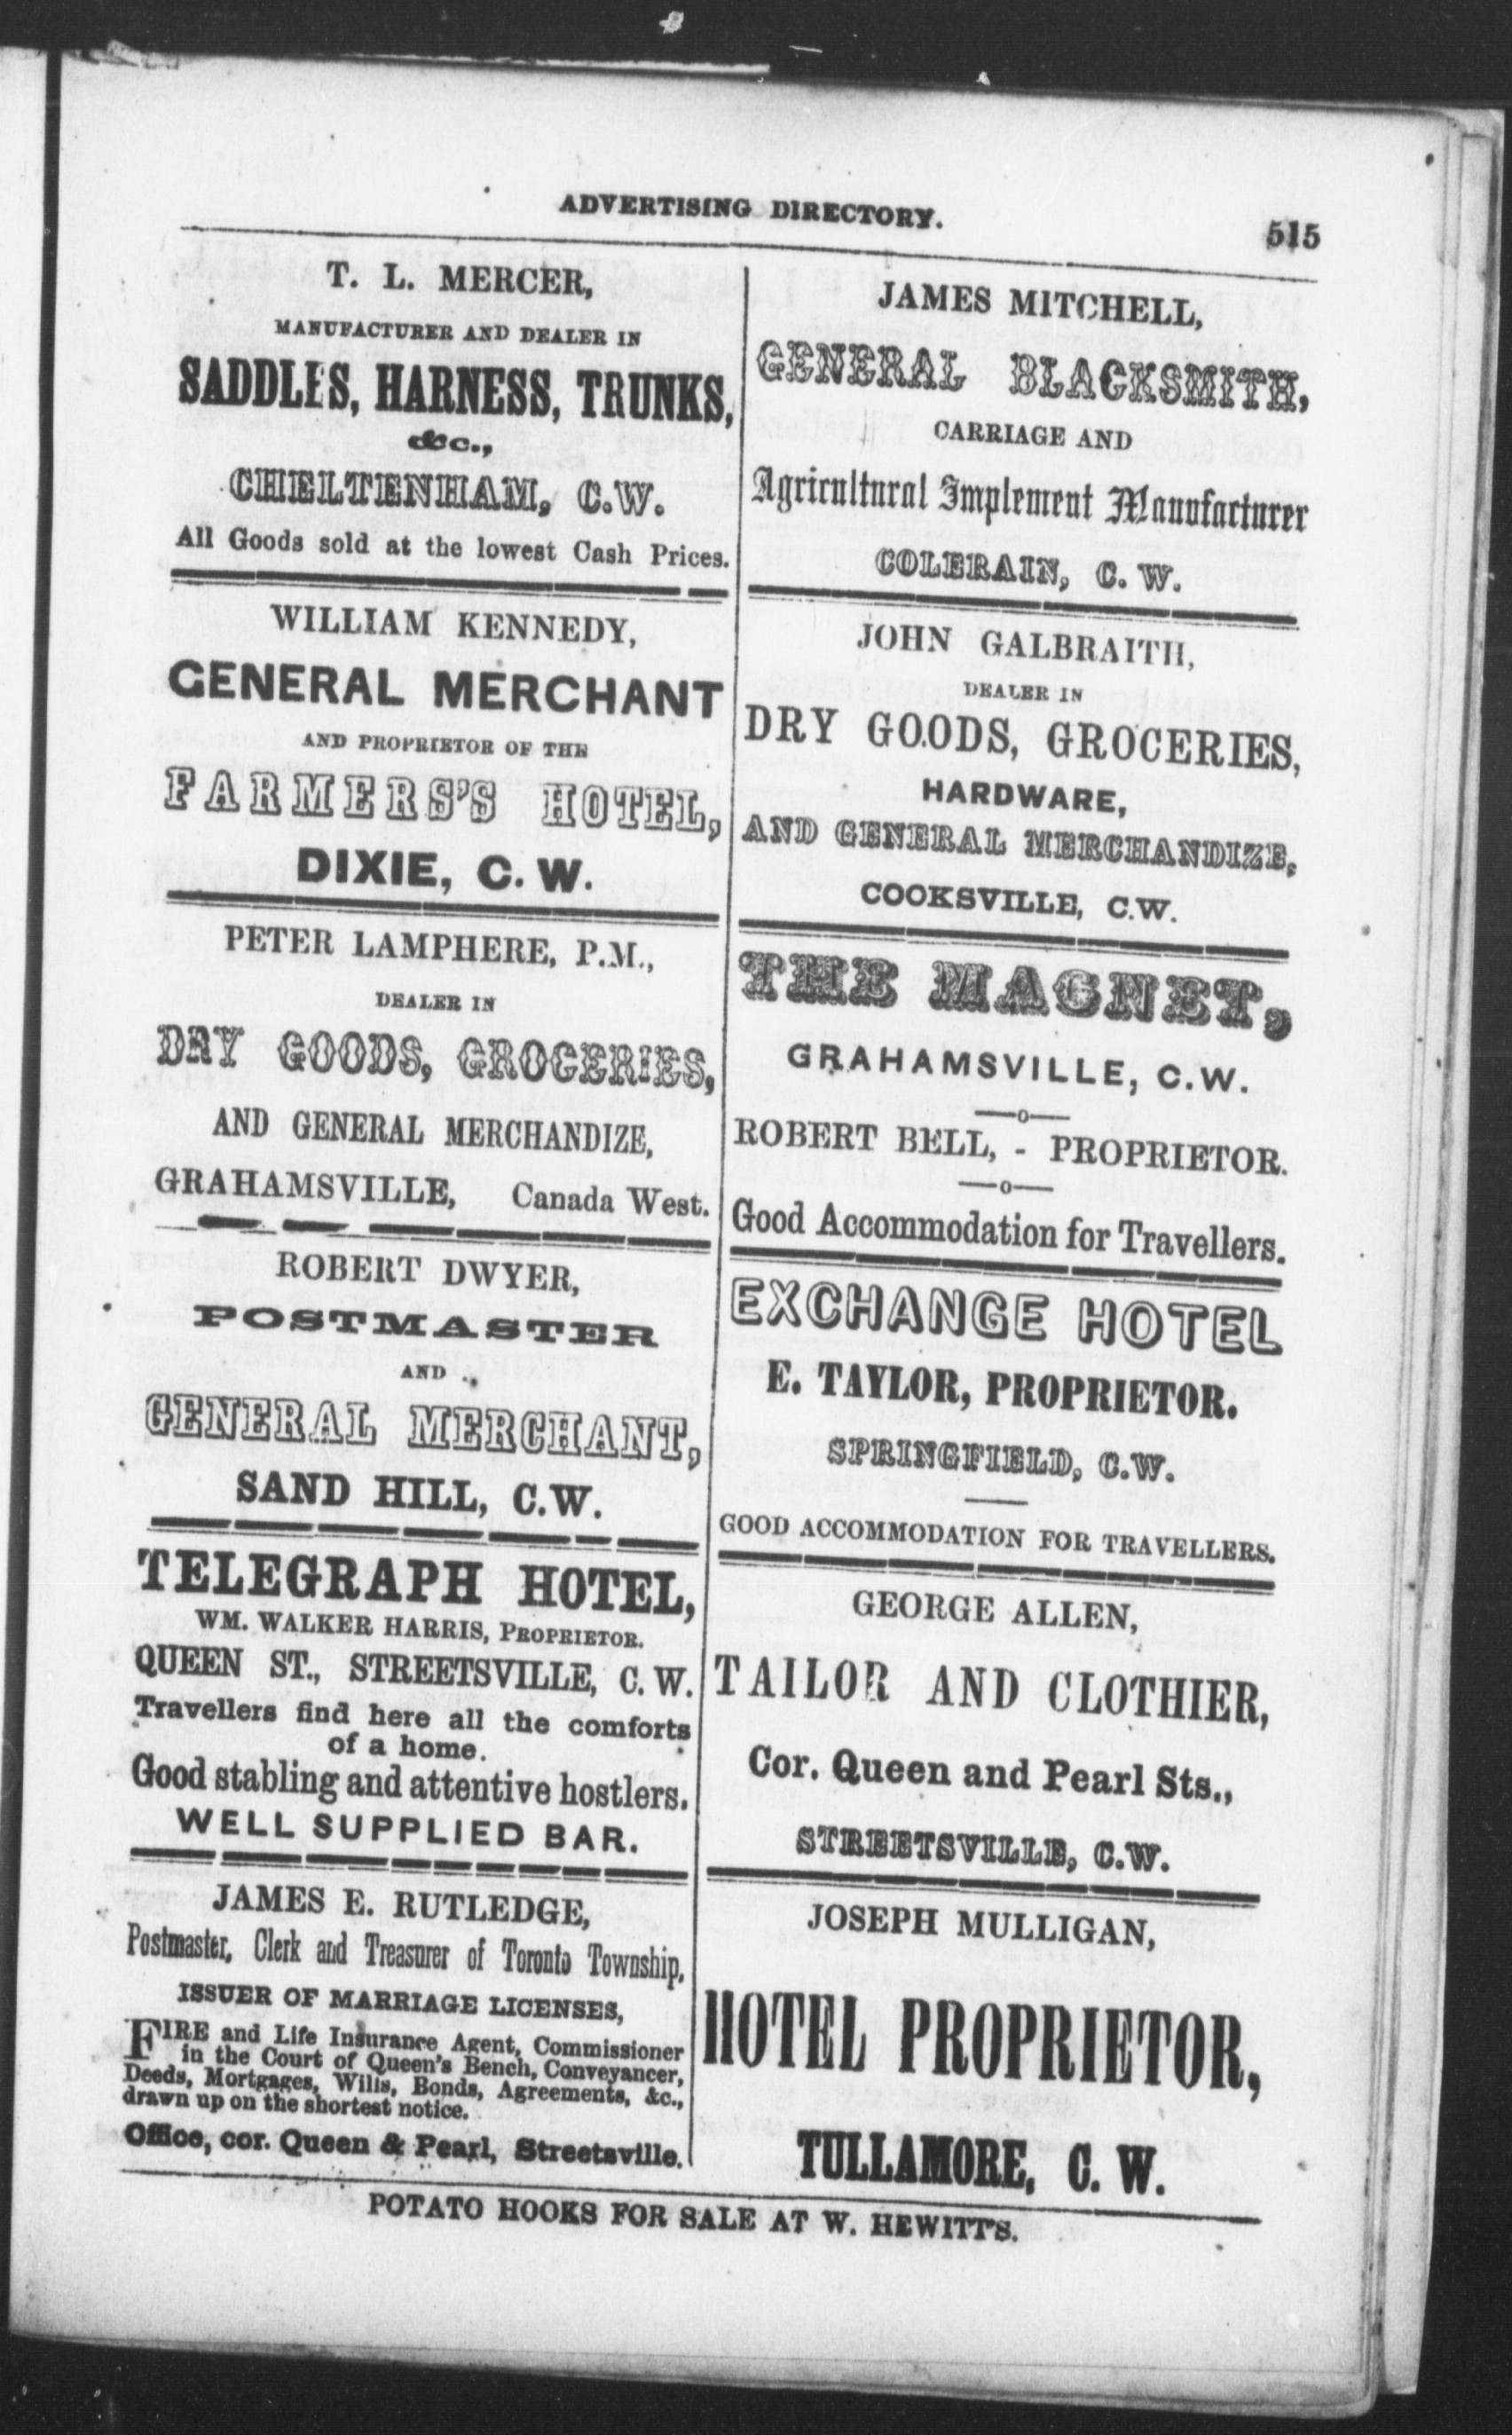 ADVERTISING DIRECTORY.
515
T. L. MERCER,
MANUFACTURER AND DEALER IN
SADDLES, HARNESS, TRUNKS,
&c.,
CHELTENHAM, C.W.
All Goods sold at the lowest Cash Prices.
WILLIAM KENNEDY,
GENERAL MERCHANT
AND PROPRIETOR OF THE
FARMERS'S HOTEL,
DIXIE, C. W.
PETER LAMPHERE, P.M.,
DEALER IN
DRY GOODS, GROCERIES,
AND GENERAL MERCHANDIZE,
GRAHAMSVILLE, Canada West.
ROBERT DWYER,
POSTMASTER
AND
GENERAL MERCHANT,
SAND HILL, C.W.
TELEGRAPH HOTEL,
WM. WALKER HARRIS, PROPRIETOR.
QUEEN ST., STREETSVILLE, C. W.
Travellers find here all the comforts
of a home.
Good stabling and attentive hostlers.
WELL SUPPLIED BAR.
JAMES E. RUTLEDGE,
Postmaster, Clerk and Treasurer of Toronto Township,
ISSUER OF MARRIAGE LICENSES,
FIRE and Life Insurance Agent, Commissioner
in the Court of Queen's Bench, Conveyancer,
Deeds, Mortgages, Wills, Bonds, Agreements, &c.,
drawn up on the shortest notice.
Office, cor. Queen & Pearl, Streetsville.
JAMES MITCHELL,
GENERAL BLACKSMITH,
CARRIAGE AND
Agricultural Implement Manufacturer
COLERAIN, C. W.
JOHN GALBRAITH,
DEALER IN
DRY GOODS, GROCERIES,
HARDWARE,
AND GENERAL MERCHANDIZE,
COOKSVILLE, C.W.
THE MAGNET,
GRAHAMSVILLE, C.W.
—o—
ROBERT BELL, - PROPRIETOR.
—o—
Good Accommodation for Travellers.
EXCHANGE HOTEL
E. TAYLOR, PROPRIETOR.
SPRINGFIELD, C.W.
GOOD ACCOMMODATION FOR TRAVELLERS.
GEORGE ALLEN,
TAILOR AND CLOTHIER,
Cor. Queen and Pearl Sts.,
STREETSVILLE, C.W.
JOSEPH MULLIGAN,
HOTEL PROPRIETOR,
TULLAMORE, C. W.
POTATO HOOKS FOR SALE AT W. HEWITT'S.